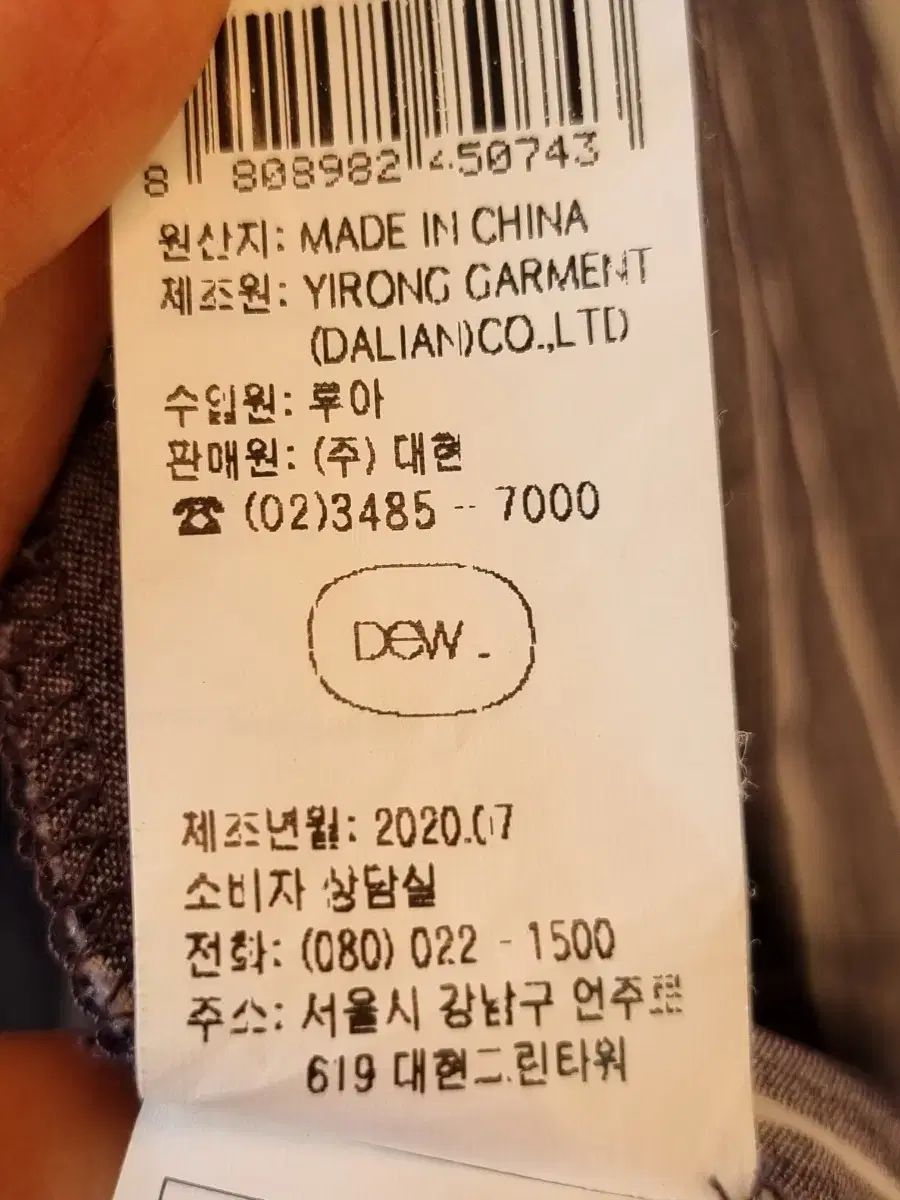 8 808982 450743
원산지: MADE IN CHINA
제조원: YIRONG GARMENT
(DALIAN)CO.,LTD)
수입원: 루아
판매원: (주) 대현
☎ (02)3485 - 7000
DEW.
제조년월: 2020.07
소비자 상담실
전화: (080) 022 - 1500
주소: 서울시 강남구 언주로
619 대현그린타워